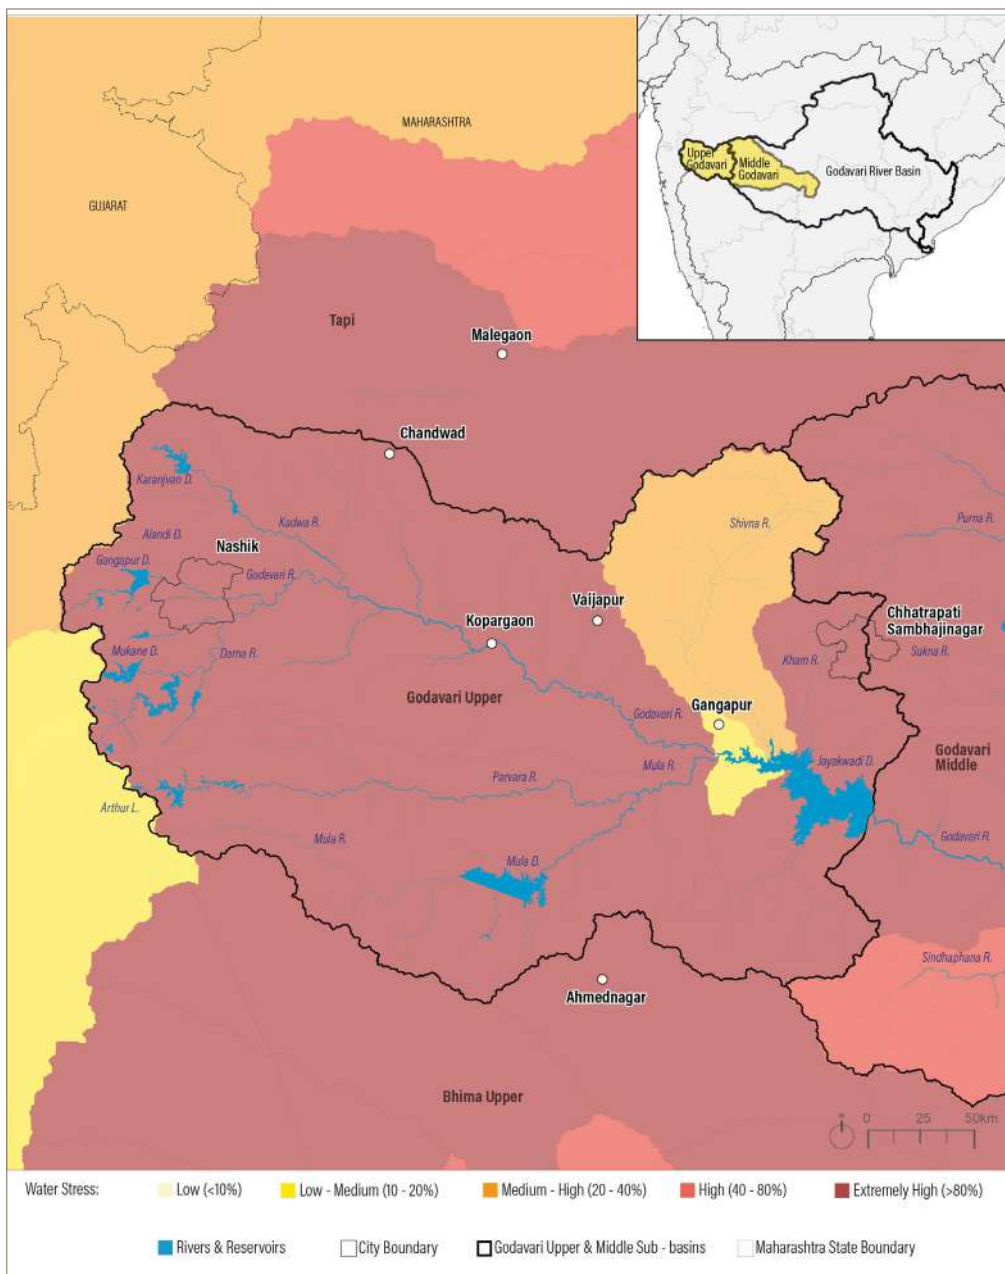 MAHARASHTRA
GUJARAT
Upper
Godavari
Middle
Godavari
Godavari River Basin
Tapi
Malegaon
Chandwad
Karanjvan D.
Kadwa R.
Shivna R.
Purna R.
Alandi D.
Nashik
Gangapur D.
Godavari R.
Vaijapur
Kopargaon
Chhatrapati
Sambhajinagar
Mukane D.
Darna R.
Kham R.
Sukna R.
Godavari Upper
Gangapur
Godavari R.
Mula R.
Jayakwadi D.
Godavari
Middle
Parvara R.
Arthur L.
Mula R.
Mula D.
Godavari R.
Sindhaphana R.
Ahmednagar
Bhima Upper
0 25 50km
Water Stress: Low (<10%) Low - Medium (10 - 20%) Medium - High (20 - 40%) High (40 - 80%) Extremely High (>80%)
Rivers & Reservoirs City Boundary Godavari Upper & Middle Sub - basins Maharashtra State Boundary